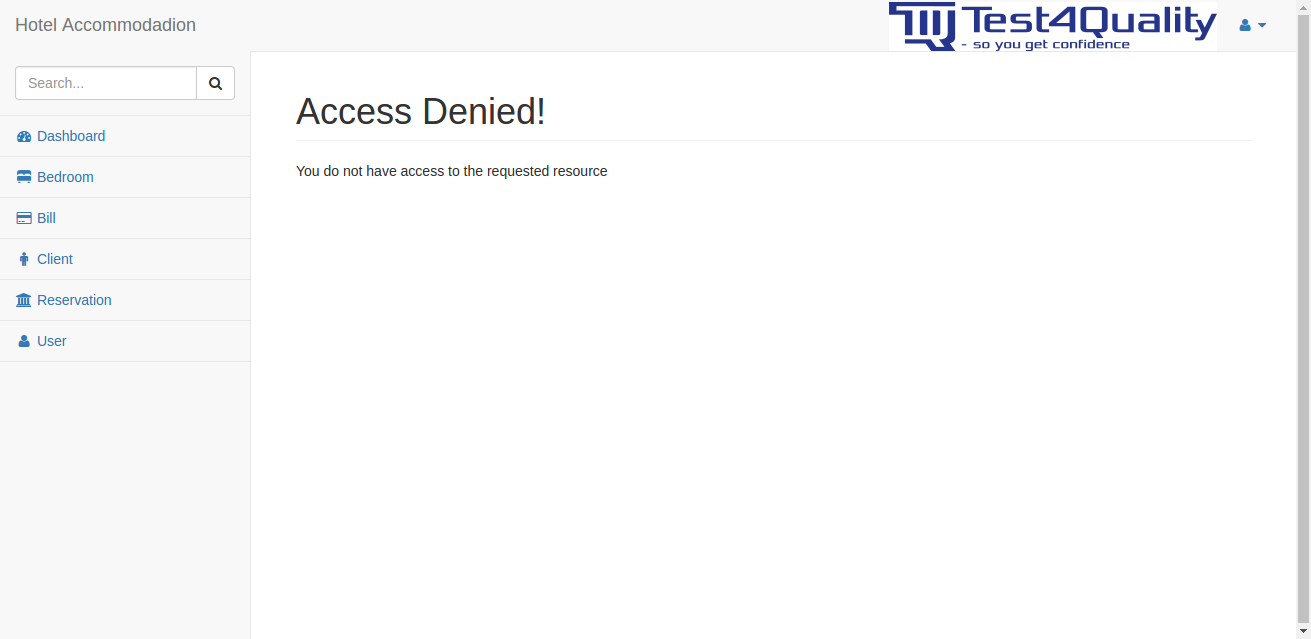 Hotel Accommodadion
Test4Quality
- so you get confidence
Search...
Dashboard
Bedroom
Bill
Client
Reservation
User
Access Denied!
You do not have access to the requested resource